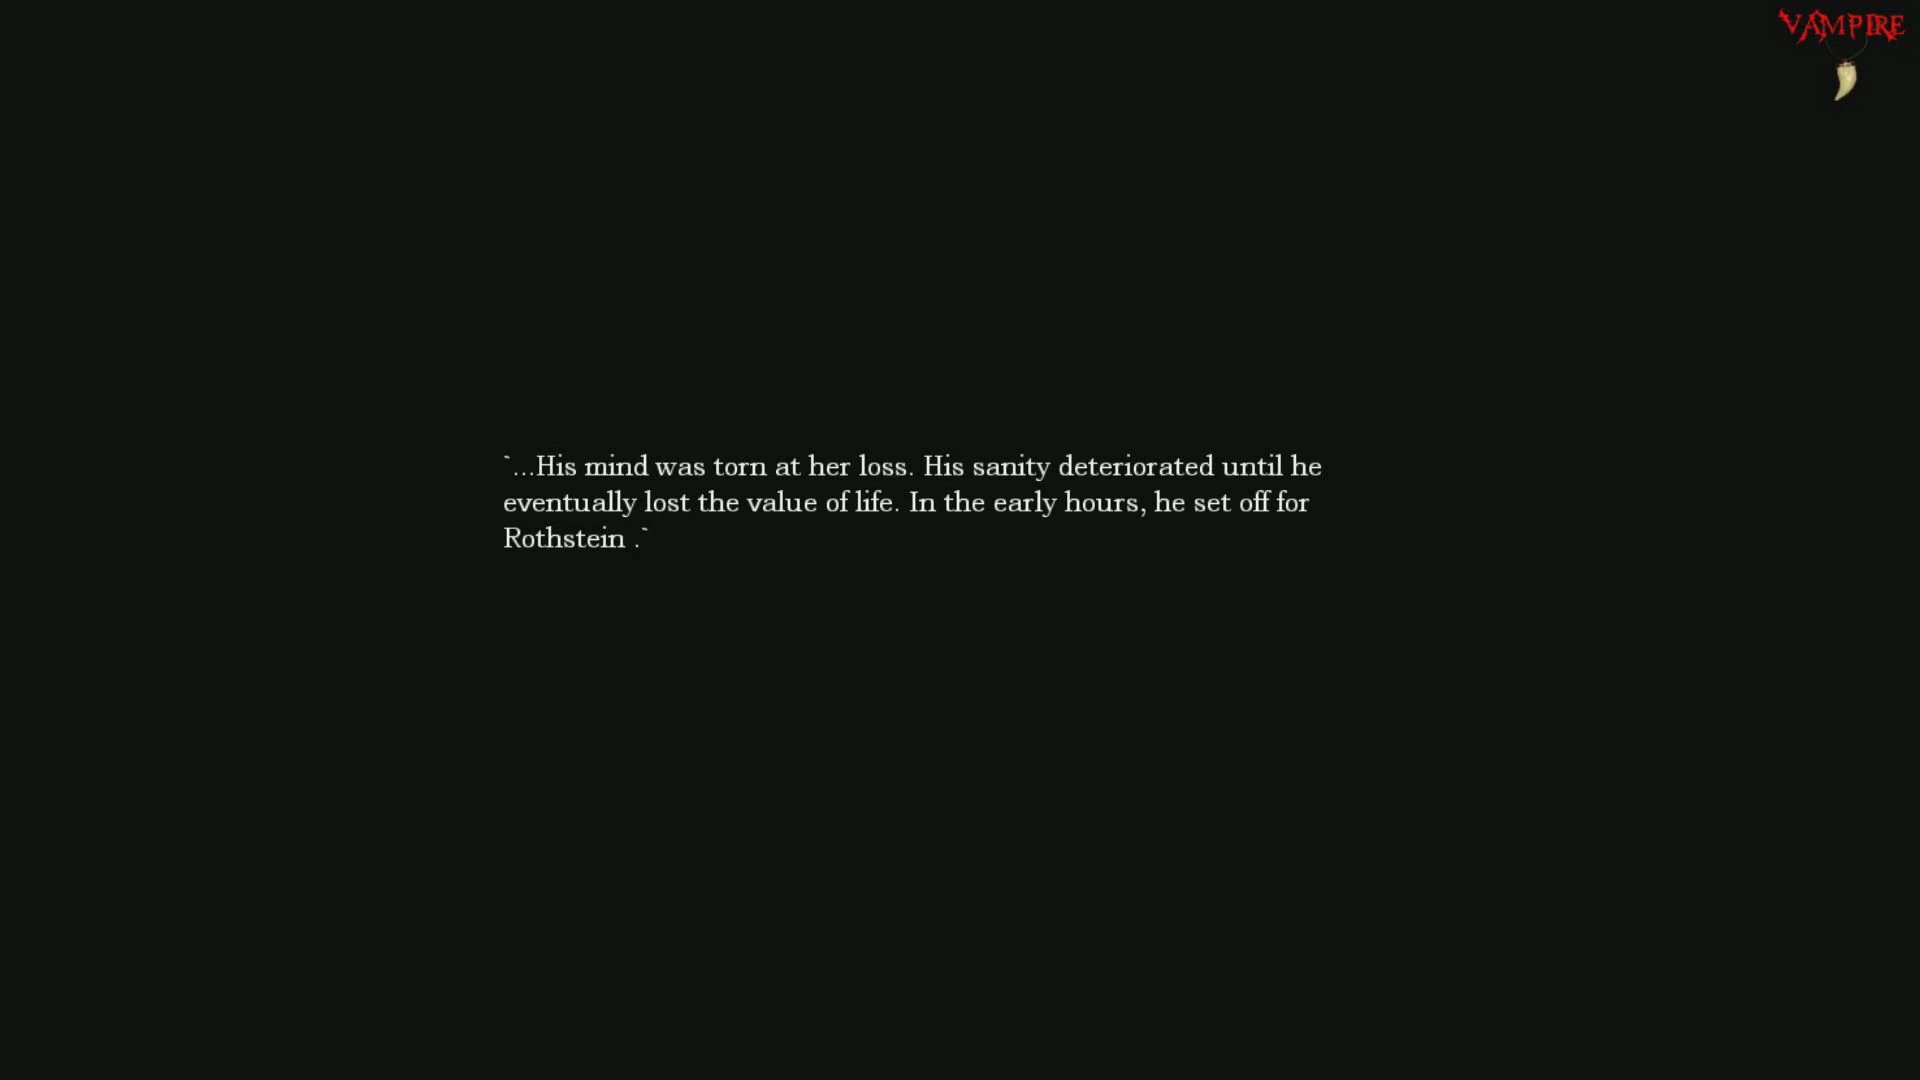 VAMPIRE
`...His mind was torn at her loss. His sanity deteriorated until he
eventually lost the value of life. In the early hours, he set off for
Rothstein .`